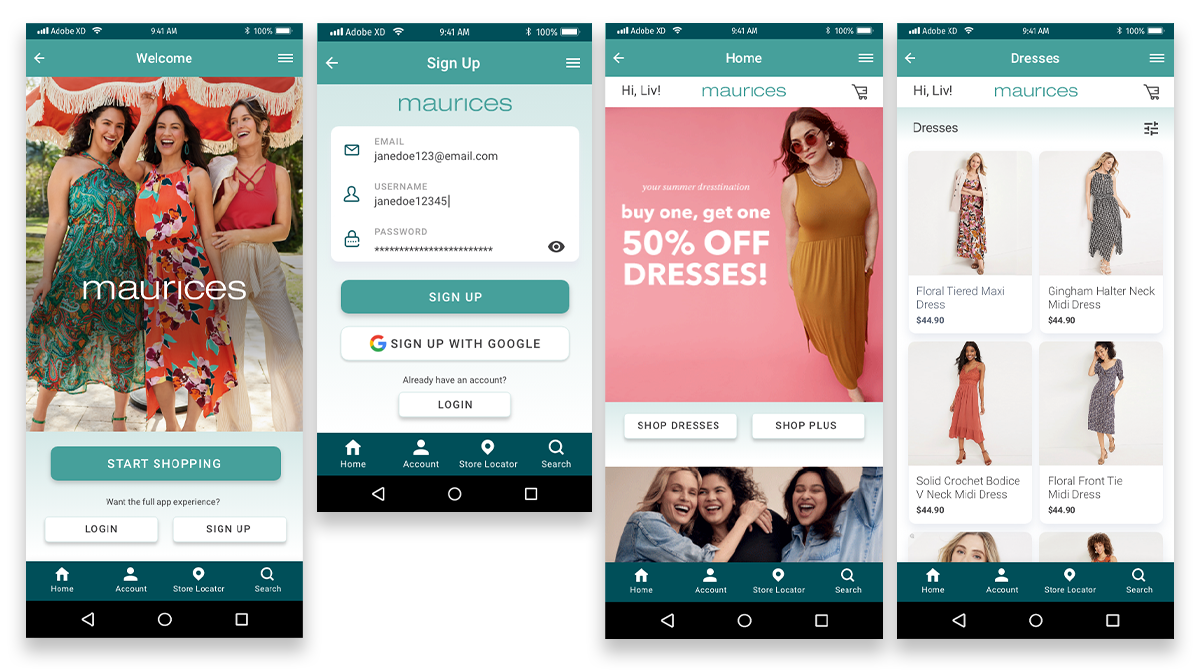 Adobe XD 9:41 AM 100%
Welcome
maurices
START SHOPPING
Want the full app experience?
LOGIN SIGN UP
Home Account Store Locator Search
Adobe XD 9:41 AM 100%
Sign Up
maurices
EMAIL
janedoe123@email.com
USERNAME
janedoe12345
PASSWORD
************************
SIGN UP
SIGN UP WITH GOOGLE
Already have an account?
LOGIN
Home Account Store Locator Search
Adobe XD 9:41 AM 100%
Home
Hi, Liv! maurices
your summer dresstination
buy one, get one
50% OFF
DRESSES!
SHOP DRESSES SHOP PLUS
Home Account Store Locator Search
Adobe XD 9:41 AM 100%
Dresses
Hi, Liv! maurices
Dresses
Floral Tiered Maxi
Dress
$44.90
Gingham Halter Neck
Midi Dress
$44.90
Solid Crochet Bodice
V Neck Midi Dress
$44.90
Floral Front Tie
Midi Dress
$44.90
Home Account Store Locator Search